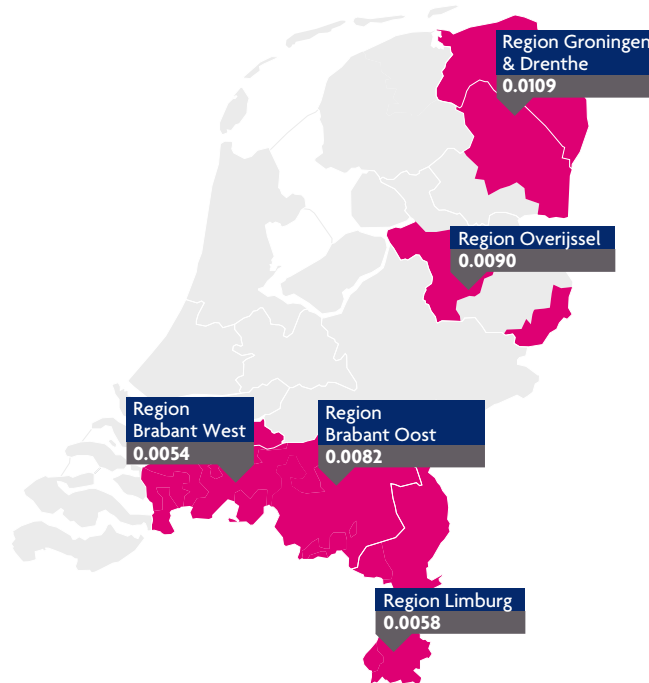 Region Groningen
& Drenthe
0.0109
Region Overijssel
0.0090
Region
Brabant West
0.0054
Region
Brabant Oost
0.0082
Region Limburg
0.0058